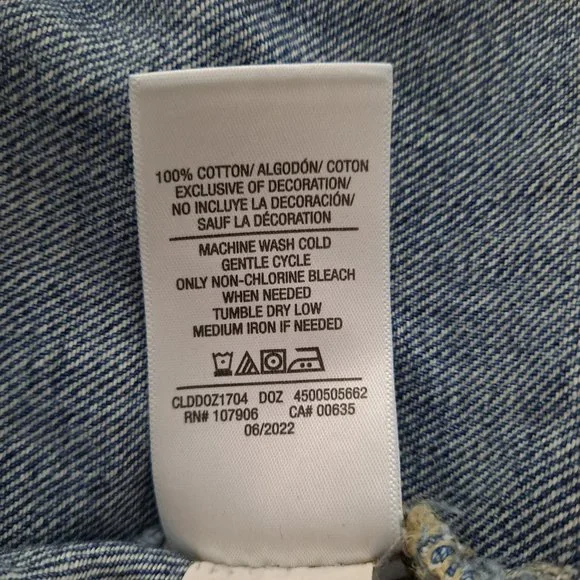 100% COTTON/ ALGODÓN/ COTON
EXCLUSIVE OF DECORATION/
NO INCLUYE LA DECORACIÓN/
SAUF LA DÉCORATION
MACHINE WASH COLD
GENTLE CYCLE
ONLY NON-CHLORINE BLEACH
WHEN NEEDED
TUMBLE DRY LOW
MEDIUM IRON IF NEEDED
CLDDOZ1704 DOZ 4500505662
RN# 107906 CA# 00635
06/2022